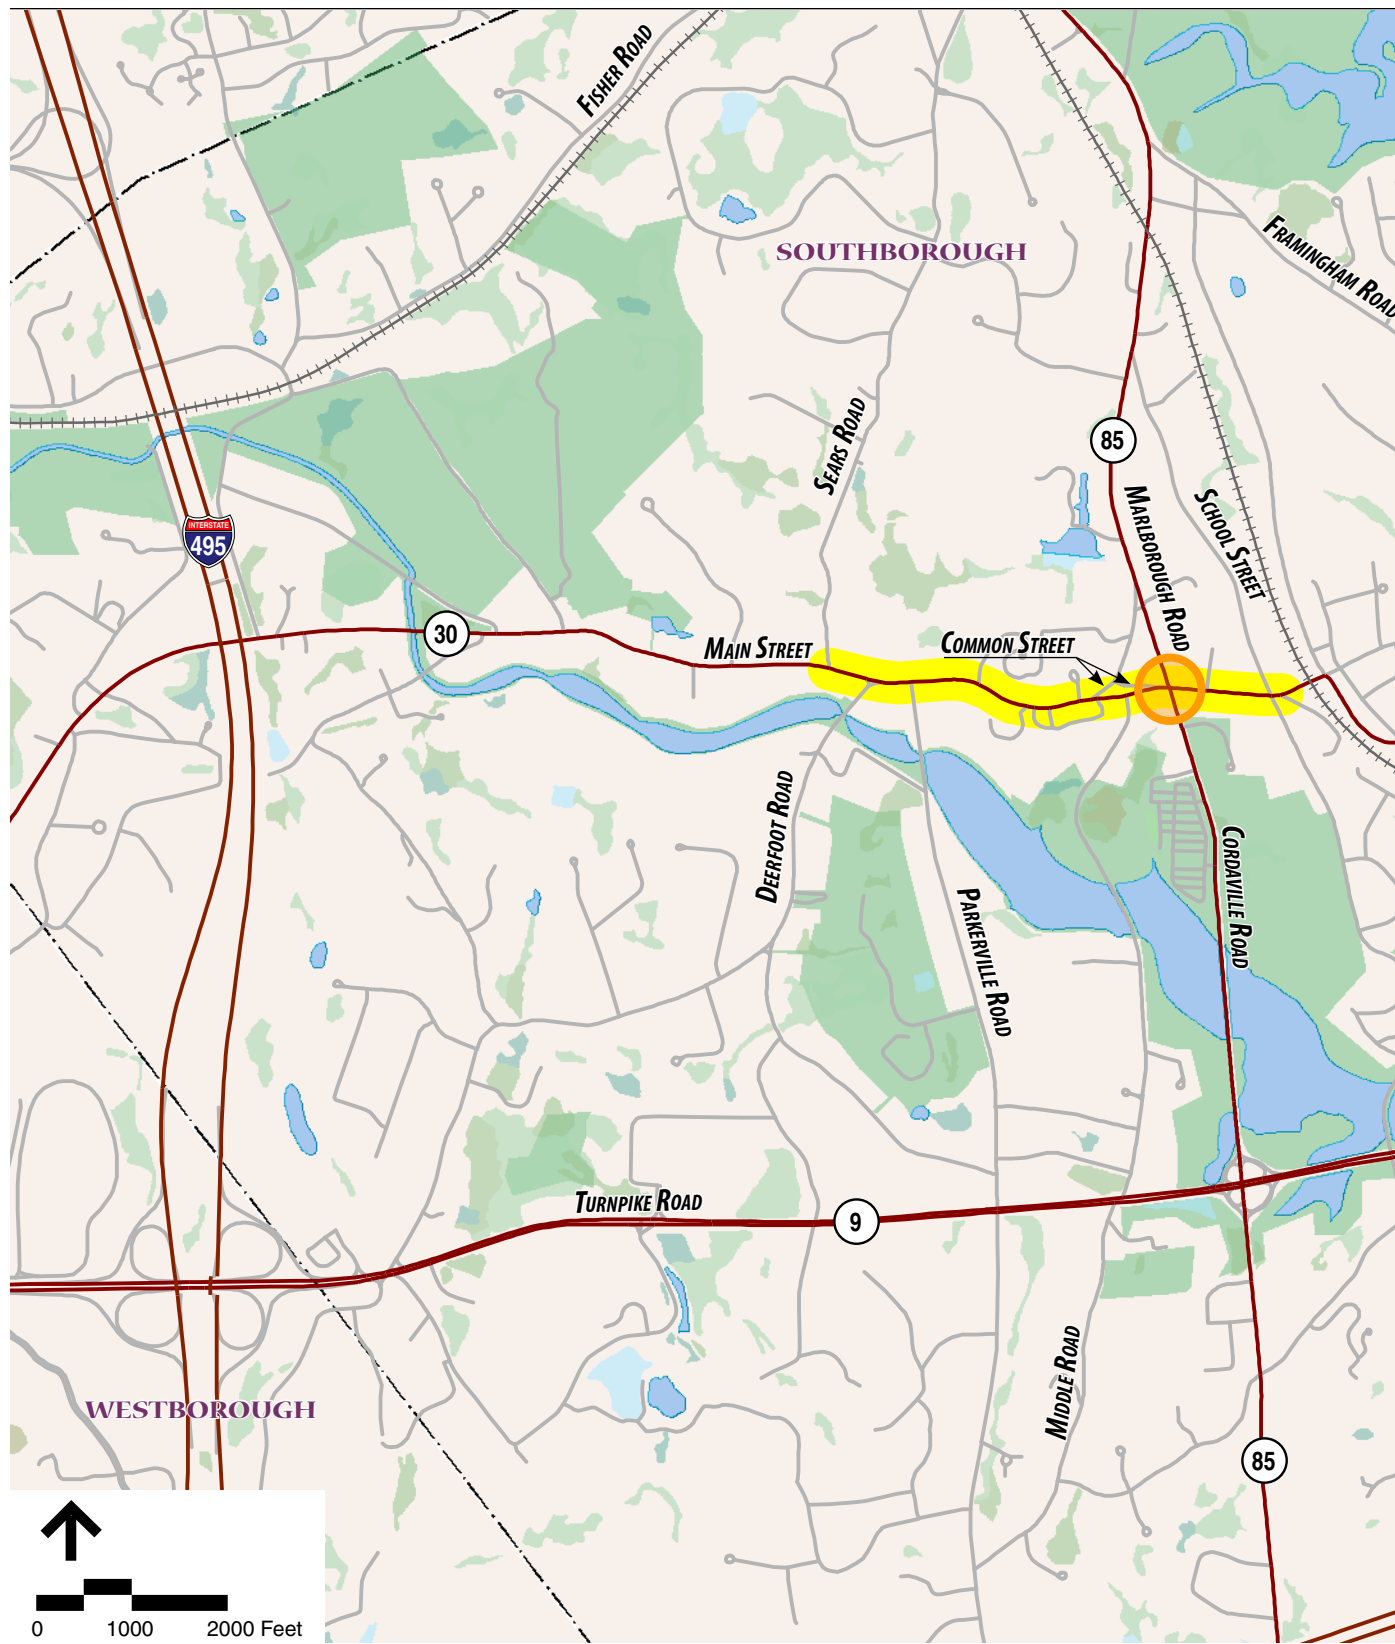 FISHER ROAD
SOUTHBOROUGH
FRAMINGHAM ROAD
SEARS ROAD
85
MARLBOROUGH ROAD
SCHOOL STREET
INTERSTATE
495
30
MAIN STREET
COMMON STREET
DEERFOOT ROAD
CORDAVILLE ROAD
PARKERVILLE ROAD
TURNPIKE ROAD
9
MIDDLE ROAD
WESTBOROUGH
85
0 1000 2000 Feet